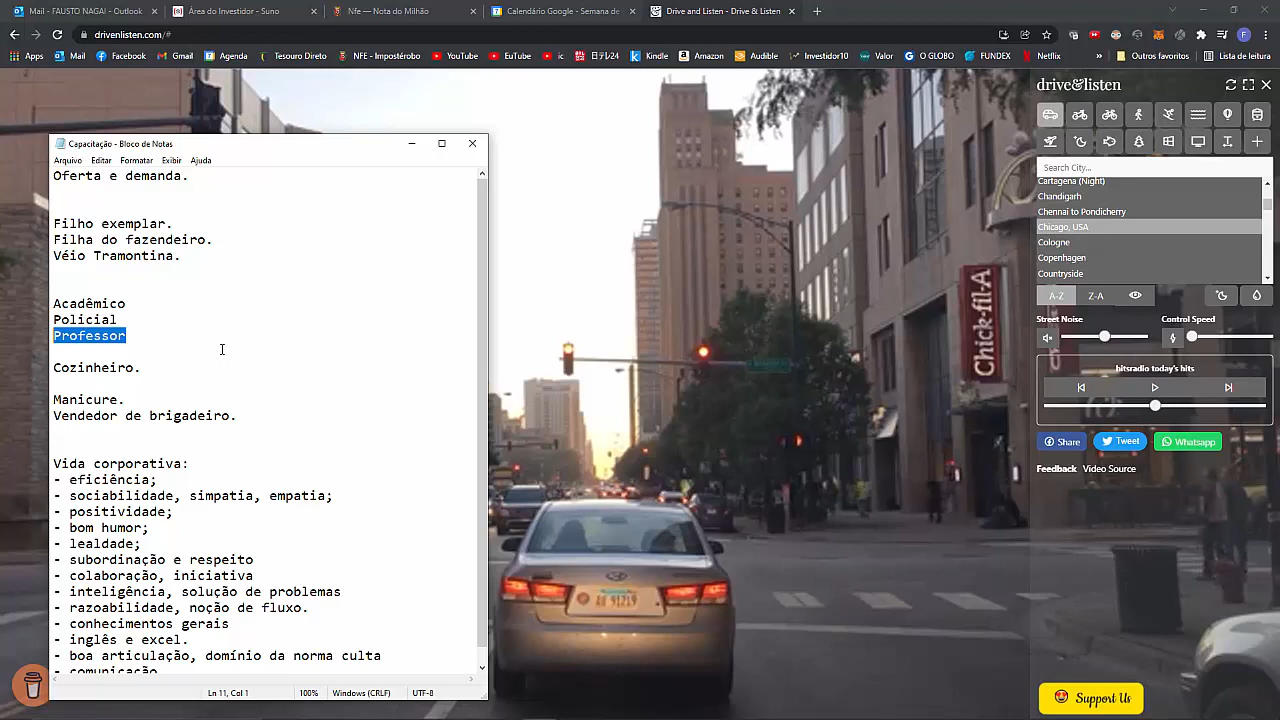 Mail - FAUSTO NAGAI - Outlook
Área do Investidor - Suno
Nfe — Nota do Milhão
Calendário Google - Semana de
Drive and Listen - Drive & Listen
drivenlisten.com/#
Apps
Mail
Facebook
Gmail
Agenda
Tesouro Direto
NFE - Impostérobo
YouTube
EuTube
ic
Kindle
Amazon
Audible
Investidor10
Valor
O GLOBO
FUNDEX
Netflix
»
Outros favoritos
Lista de leitura
Capacitação - Bloco de Notas
Arquivo Editar Formatar Exibir Ajuda
Oferta e demanda.
Filho exemplar.
Filha do fazendeiro.
Véio Tramontina.
Acadêmico
Policial
Professor
Cozinheiro.
Manicure.
Vendedor de brigadeiro.
Vida corporativa:
- eficiência;
- sociabilidade, simpatia, empatia;
- positividade;
- bom humor;
- lealdade;
- subordinação e respeito
- colaboração, iniciativa
- inteligência, solução de problemas
- razoabilidade, noção de fluxo.
- conhecimentos gerais
- inglês e excel.
- boa articulação, domínio da norma culta
- comunicação
Ln 11, Col 1
100%
Windows (CRLF)
UTF-8
Chick-fil-A
drive&listen
Search City...
Cartagena (Night)
Chandigarh
Chennai to Pondicherry
Chicago, USA
Cologne
Copenhagen
Countryside
A-Z
Z-A
Street Noise
Control Speed
hitsradio today's hits
Share
Tweet
Whatsapp
Feedback Video Source
Support Us